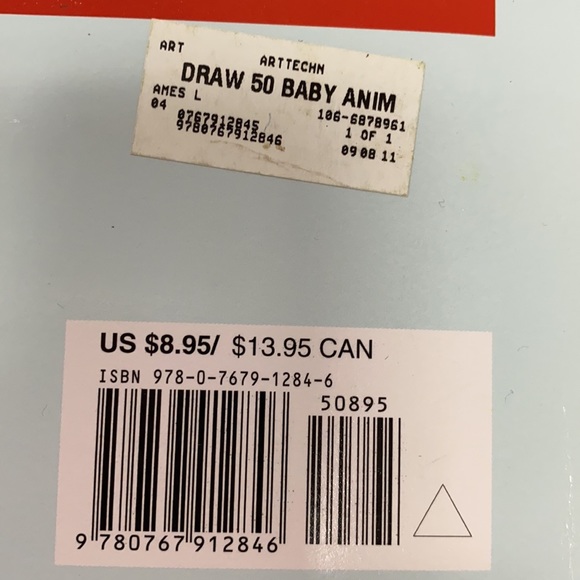 ART ARTTECHN
DRAW 50 BABY ANIM
AMES L 106-6878961
04 0767912845 1 OF 1
9780767912846 09 08 11
US $8.95/ $13.95 CAN
ISBN 978-0-7679-1284-6
50895
9 780767 912846